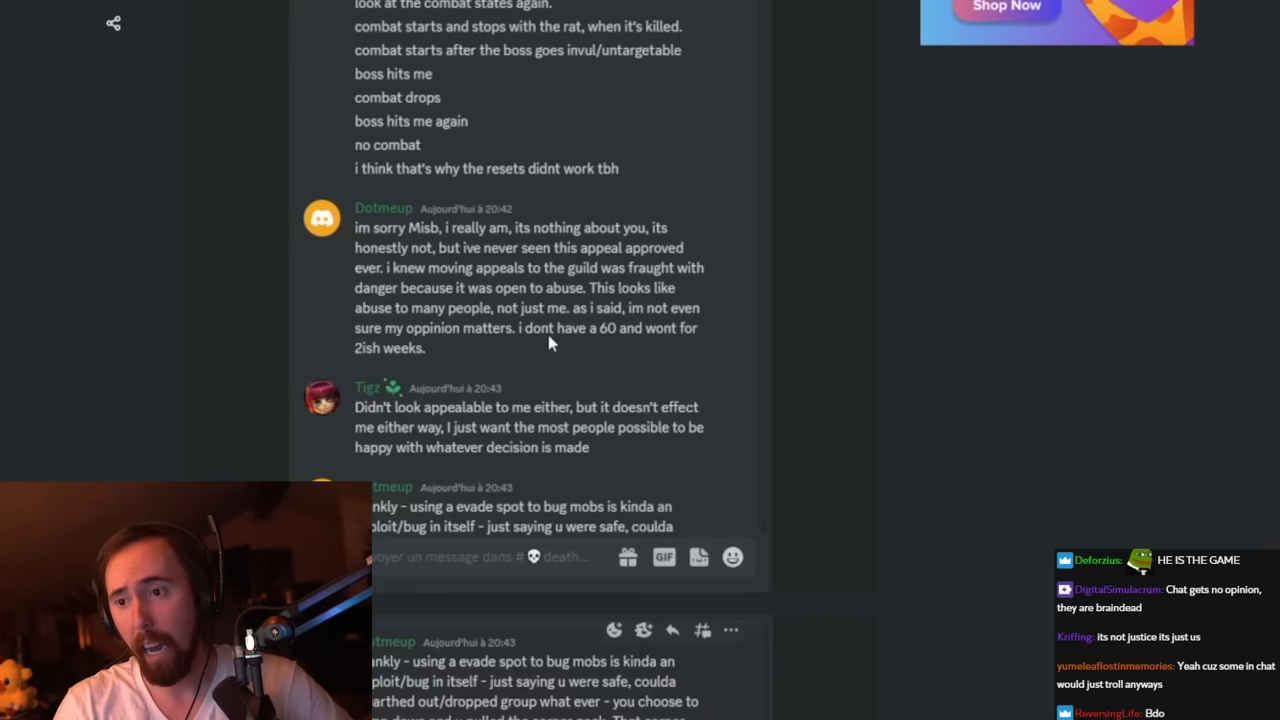 look at the combat states again.
combat starts and stops with the rat, when it's killed.
combat starts after the boss goes invul/untargetable
boss hits me
combat drops
boss hits me again
no combat
i think that's why the resets didnt work tbh
Dotmeup Aujourd'hui à 20:42
im sorry Misb, i really am, its nothing about you, its
honestly not, but ive never seen this appeal approved
ever. i knew moving appeals to the guild was fraught with
danger because it was open to abuse. This looks like
abuse to many people, not just me. as i said, im not even
sure my oppinion matters. i dont have a 60 and wont for
2ish weeks.
Tigz Aujourd'hui à 20:43
Didn't look appealable to me either, but it doesn't effect
me either way, I just want the most people possible to be
happy with whatever decision is made
tmeup Aujourd'hui à 20:43
nkly - using a evade spot to bug mobs is kinda an
ploit/bug in itself - just saying u were safe, coulda
voyer un message dans # death...
GIF
otmeup Aujourd'hui à 20:43
ankly - using a evade spot to bug mobs is kinda an
ploit/bug in itself - just saying u were safe, coulda
arthed out/dropped group what ever - you choose to
Shop Now
Deforzius: HE IS THE GAME
DigitalSimulacrum: Chat gets no opinion,
they are braindead
Kriffing: its not justice its just us
yumeleaflostinmemories: Yeah cuz some in chat
would just troll anyways
ReversingLife: Bdo